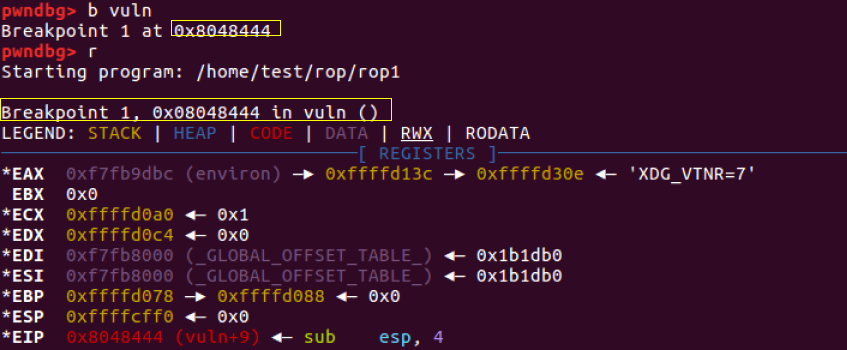 pwndbg> b vuln
Breakpoint 1 at 0x8048444
pwndbg> r
Starting program: /home/test/rop/rop1
Breakpoint 1, 0x08048444 in vuln ()
LEGEND: STACK | HEAP | CODE | DATA | RWX | RODATA
[ REGISTERS ]
*EAX 0xf7fb9dbc (environ) —▸ 0xffffd13c —▸ 0xffffd30e ◂— 'XDG_VTNR=7'
EBX 0x0
*ECX 0xffffd0a0 ◂— 0x1
*EDX 0xffffd0c4 ◂— 0x0
*EDI 0xf7fb8000 (_GLOBAL_OFFSET_TABLE_) ◂— 0x1b1db0
*ESI 0xf7fb8000 (_GLOBAL_OFFSET_TABLE_) ◂— 0x1b1db0
*EBP 0xffffd078 —▸ 0xffffd088 ◂— 0x0
*ESP 0xffffcff0 ◂— 0x0
*EIP 0x8048444 (vuln+9) ◂— sub esp, 4